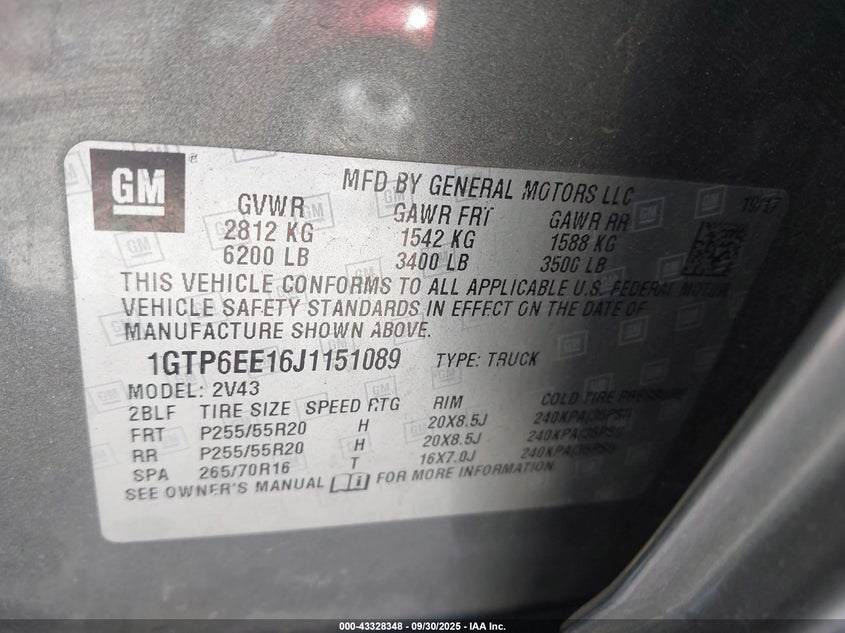 GM
MFD BY GENERAL MOTORS LLC
10/17
GVWR GAWR FRT GAWR RR
2812 KG 1542 KG 1588 KG
6200 LB 3400 LB 3500 LB
THIS VEHICLE CONFORMS TO ALL APPLICABLE U.S. FEDERAL MOTOR
VEHICLE SAFETY STANDARDS IN EFFECT ON THE DATE OF
MANUFACTURE SHOWN ABOVE.
1GTP6EE16J1151089 TYPE: TRUCK
MODEL: 2V43
2BLF TIRE SIZE SPEED RTG RIM COLD TIRE PRESSURE
FRT P255/55R20 H 20X8.5J 240KPA(35PSI)
RR P255/55R20 H 20X8.5J 240KPA(35PSI)
SPA 265/70R16 T 16X7.0J 240KPA(35PSI)
SEE OWNER'S MANUAL FOR MORE INFORMATION
000-43328348 - 09/30/2025 - IAA Inc.